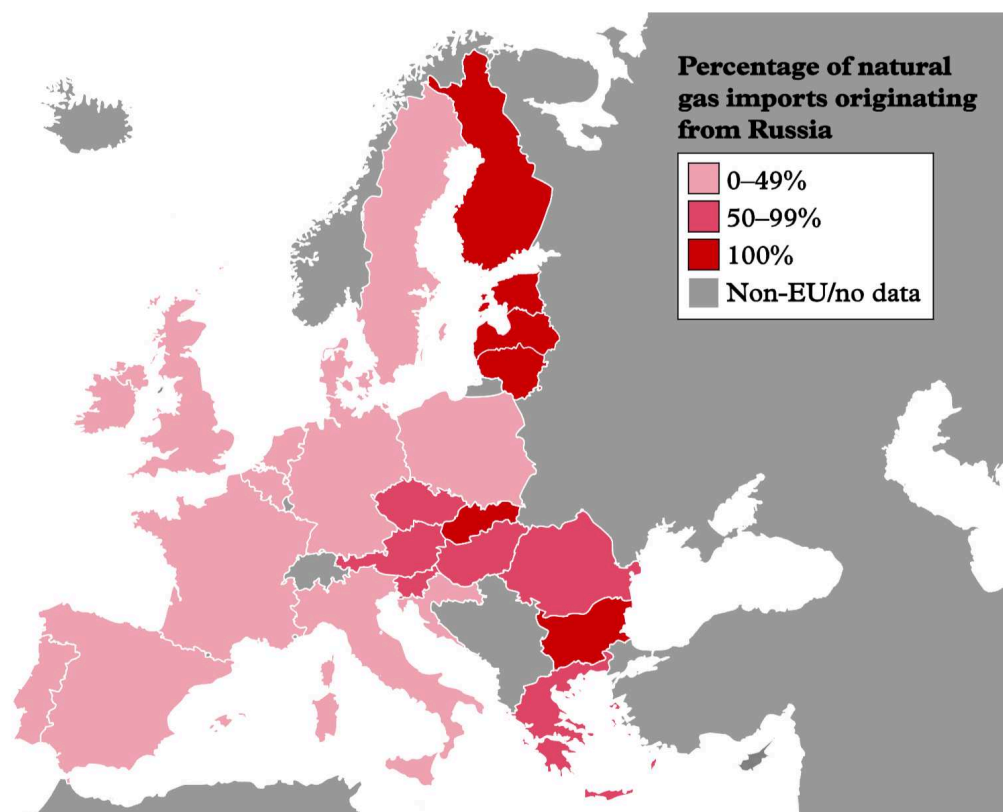 Percentage of natural
gas imports originating
from Russia
0–49%
50–99%
100%
Non-EU/no data